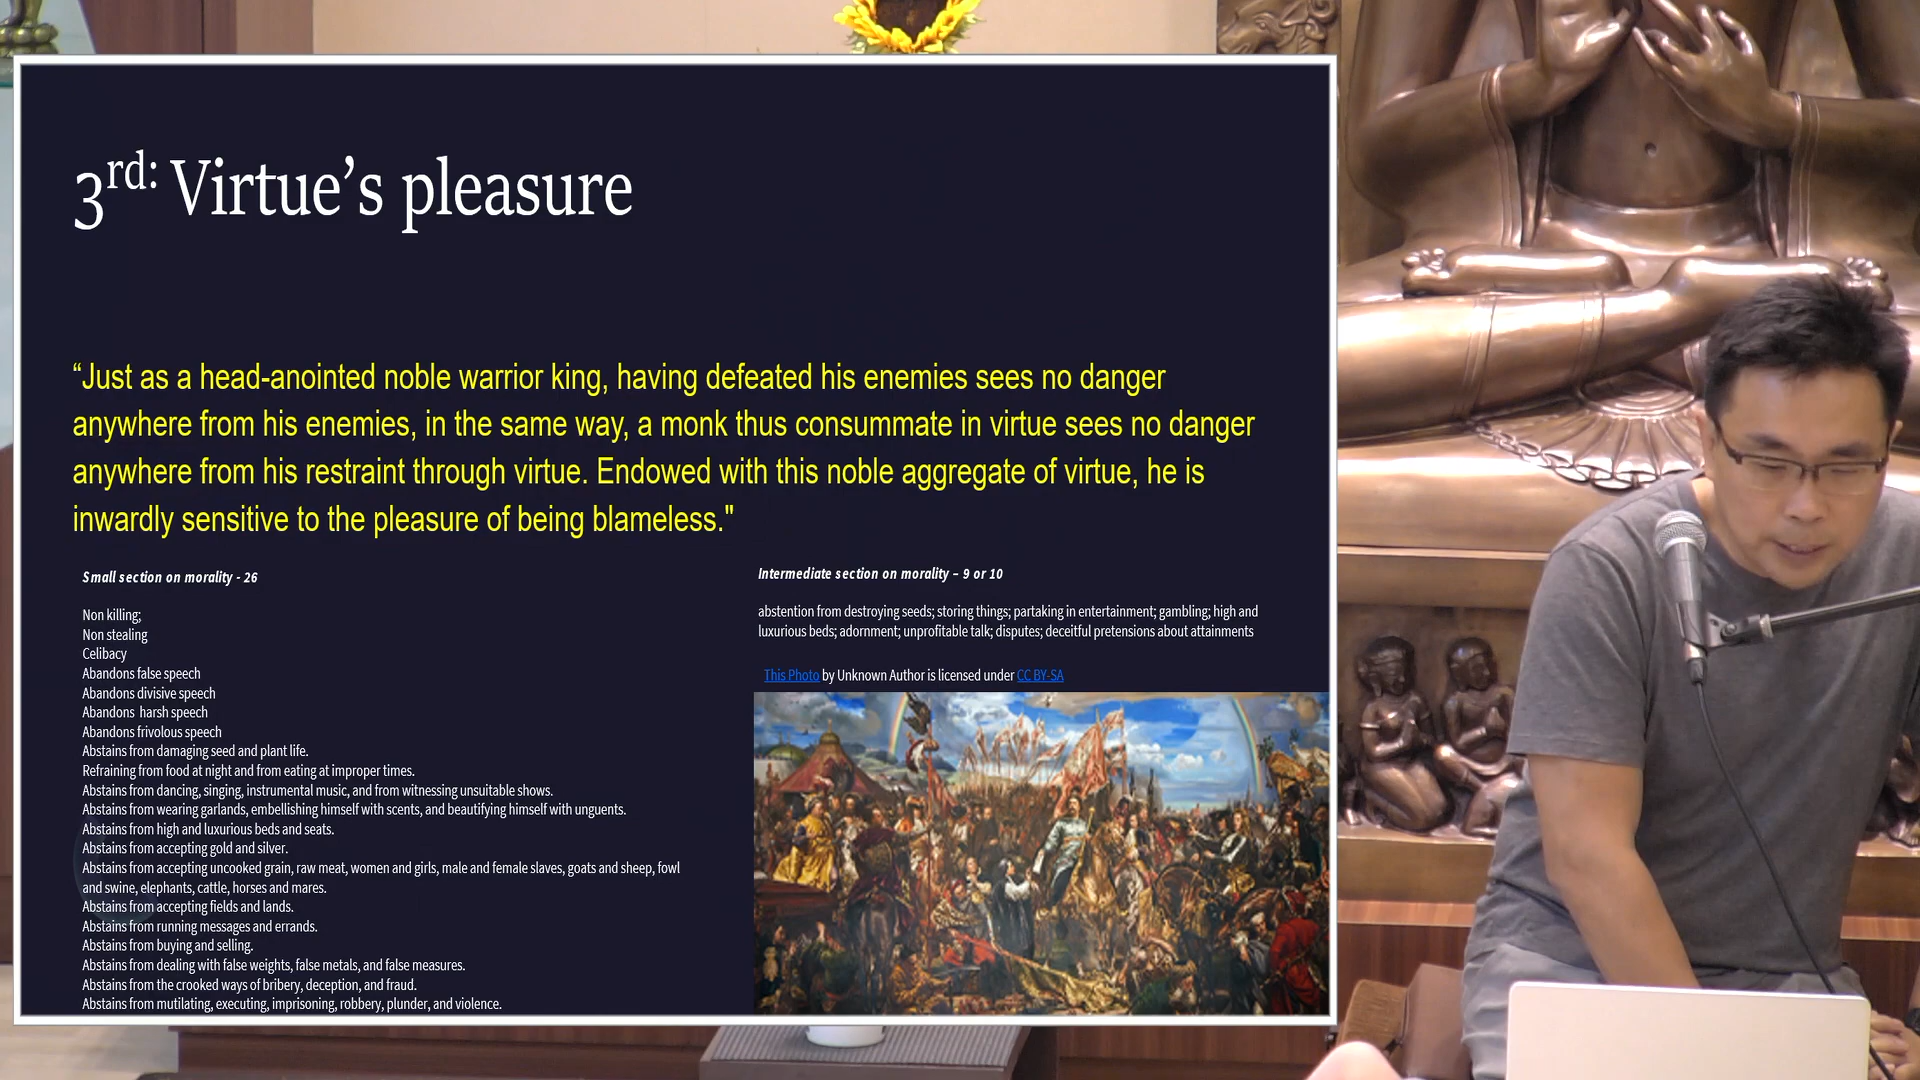 3rd: Virtue’s pleasure
“Just as a head-anointed noble warrior king, having defeated his enemies sees no danger
anywhere from his enemies, in the same way, a monk thus consummate in virtue sees no danger
anywhere from his restraint through virtue. Endowed with this noble aggregate of virtue, he is
inwardly sensitive to the pleasure of being blameless."
Small section on morality - 26
Non killing;
Non stealing
Celibacy
Abandons false speech
Abandons divisive speech
Abandons  harsh speech
Abandons frivolous speech
Abstains from damaging seed and plant life.
Refraining from food at night and from eating at improper times.
Abstains from dancing, singing, instrumental music, and from witnessing unsuitable shows.
Abstains from wearing garlands, embellishing himself with scents, and beautifying himself with unguents.
Abstains from high and luxurious beds and seats.
Abstains from accepting gold and silver.
Abstains from accepting uncooked grain, raw meat, women and girls, male and female slaves, goats and sheep, fowl
and swine, elephants, cattle, horses and mares.
Abstains from accepting fields and lands.
Abstains from running messages and errands.
Abstains from buying and selling.
Abstains from dealing with false weights, false metals, and false measures.
Abstains from the crooked ways of bribery, deception, and fraud.
Abstains from mutilating, executing, imprisoning, robbery, plunder, and violence.
Intermediate section on morality – 9 or 10
abstention from destroying seeds; storing things; partaking in entertainment; gambling; high and
luxurious beds; adornment; unprofitable talk; disputes; deceitful pretensions about attainments
This Photo by Unknown Author is licensed under CC BY-SA